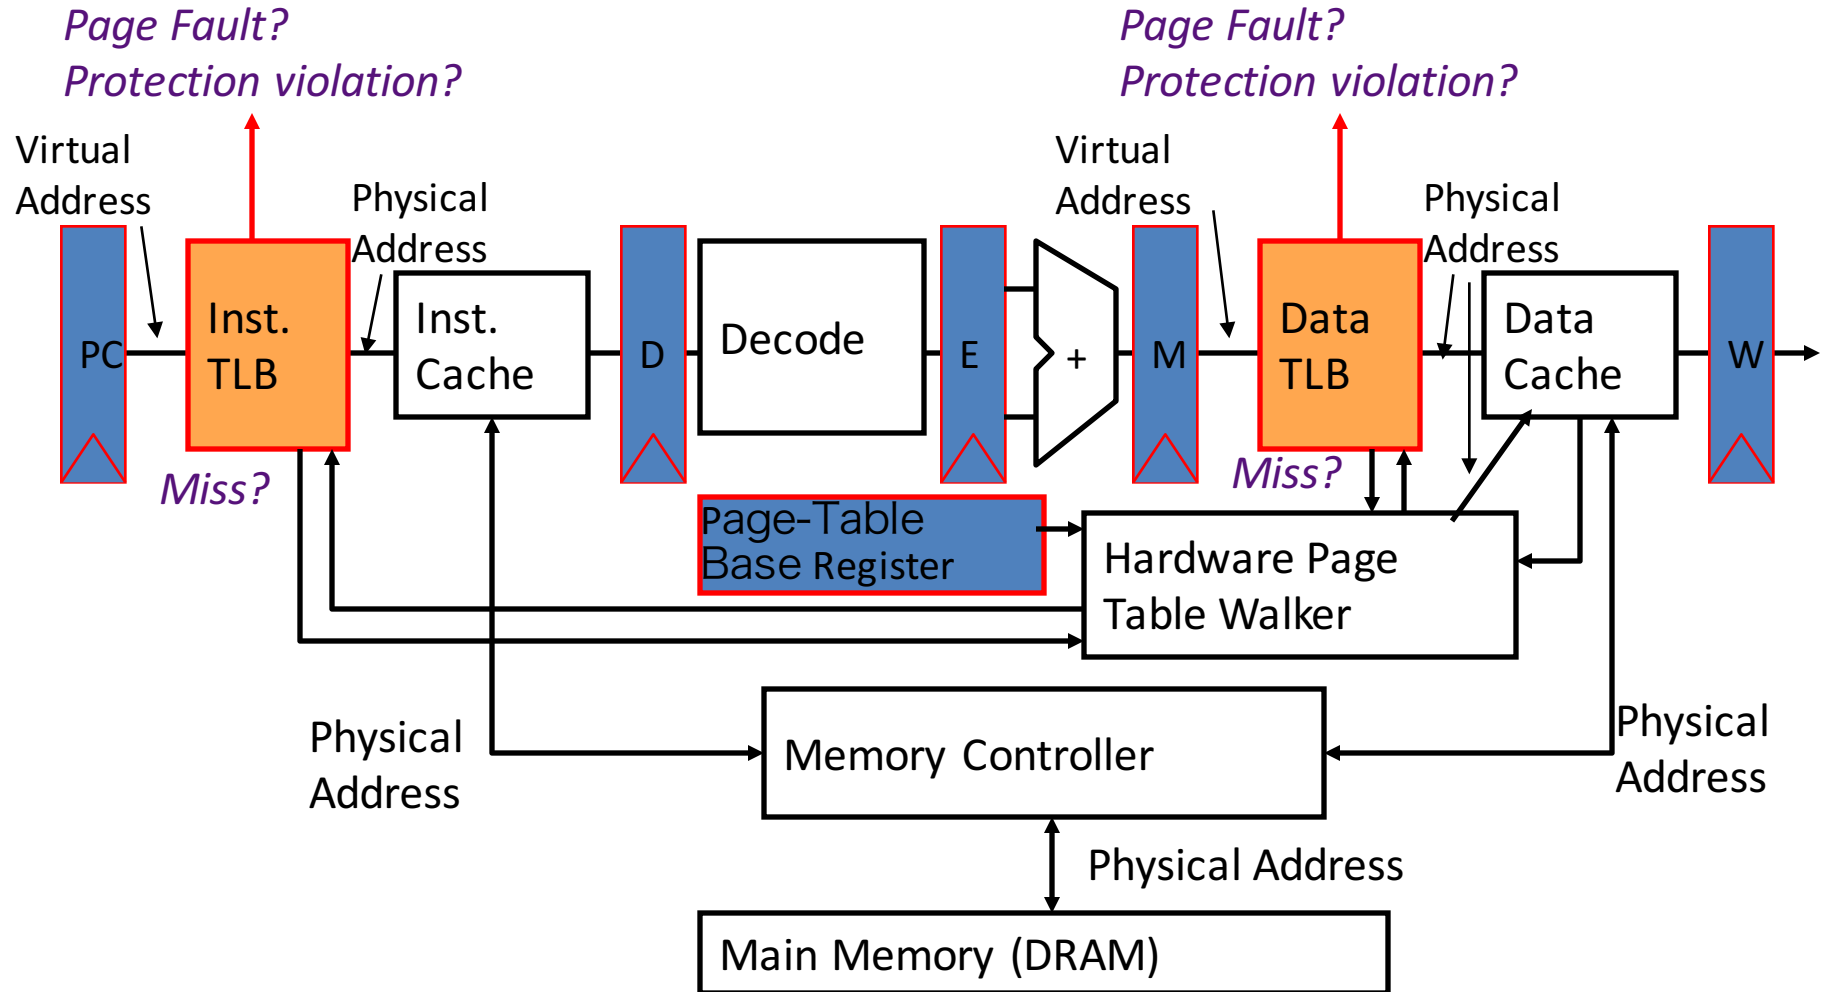 Page Fault?
Protection violation?
Page Fault?
Protection violation?
Virtual
Address
Physical
Address
Virtual
Address
Physical
Address
PC
Inst.
TLB
Inst.
Cache
D
Decode
E
+
M
Data
TLB
Data
Cache
W
Miss?
Miss?
Page-Table
Base Register
Hardware Page
Table Walker
Physical
Address
Memory Controller
Physical
Address
Physical Address
Main Memory (DRAM)